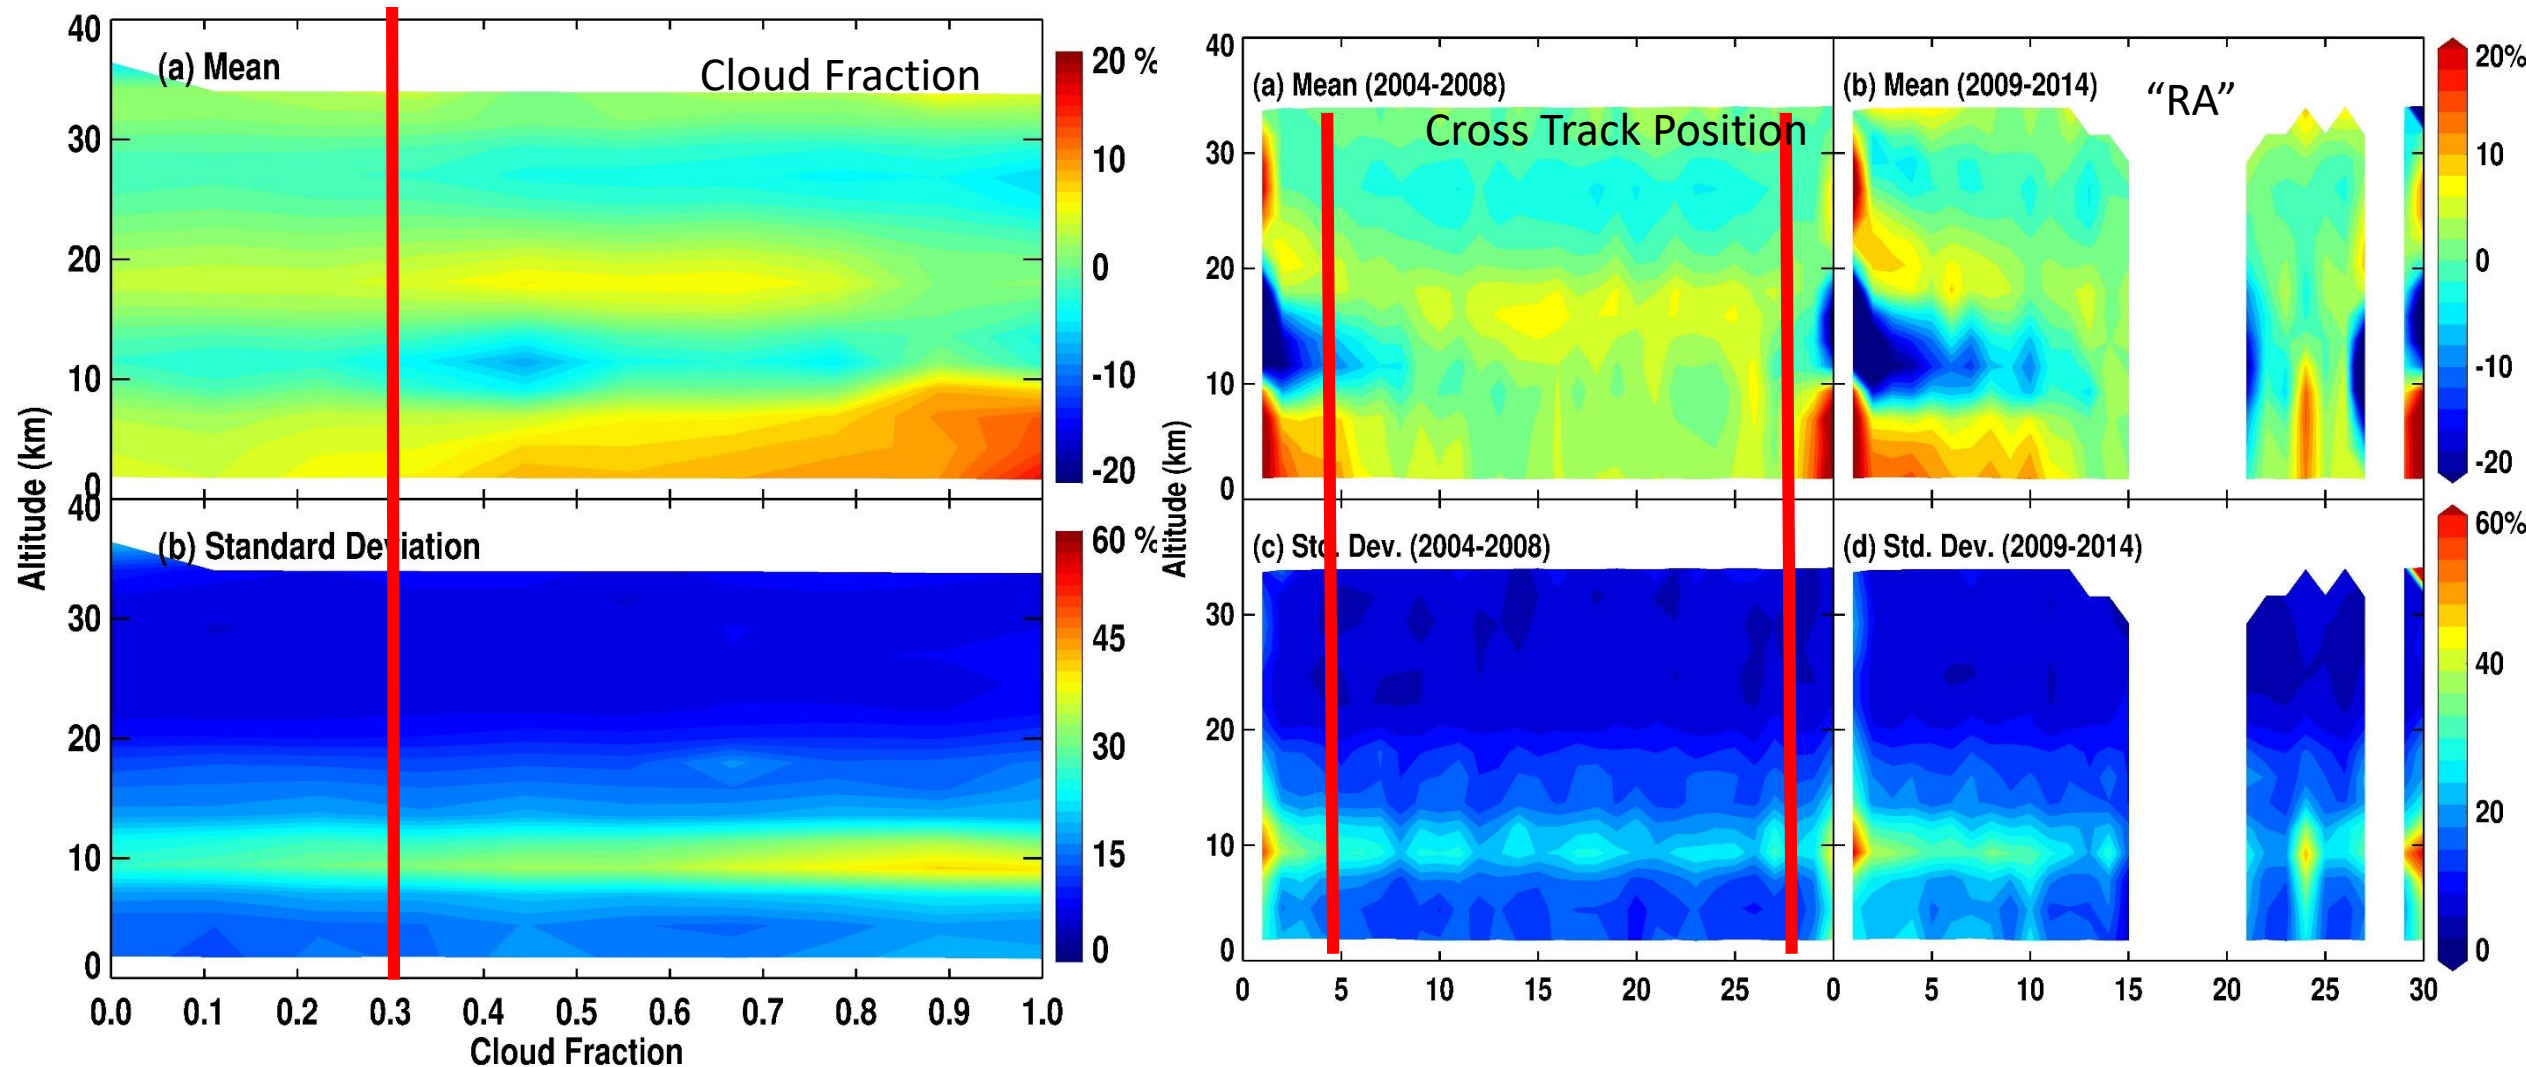 40
(a) Mean
Cloud Fraction
20 %
30
10
20
0
10
-10
0
-20
Altitude (km)
40
(b) Standard Deviation
60 %
30
45
20
30
10
15
0
0
0.0 0.1 0.2 0.3 0.4 0.5 0.6 0.7 0.8 0.9 1.0
Cloud Fraction
40
(a) Mean (2004-2008)
(b) Mean (2009-2014)
“RA”
20%
Cross Track Position
30
10
20
0
10
-10
0
-20
Altitude (km)
(c) Std. Dev. (2004-2008)
(d) Std. Dev. (2009-2014)
60%
30
40
20
20
10
0
0
0 5 10 15 20 25 0 5 10 15 20 25 30